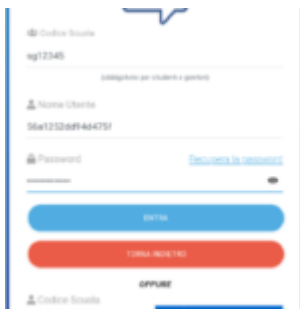 Codice Scuola
sg12345
(obbligatorio per studenti e genitori)
Nome Utente
Password
Recupera la password
ENTRA
TORNA INDIETRO
OPPURE
Codice Scuola